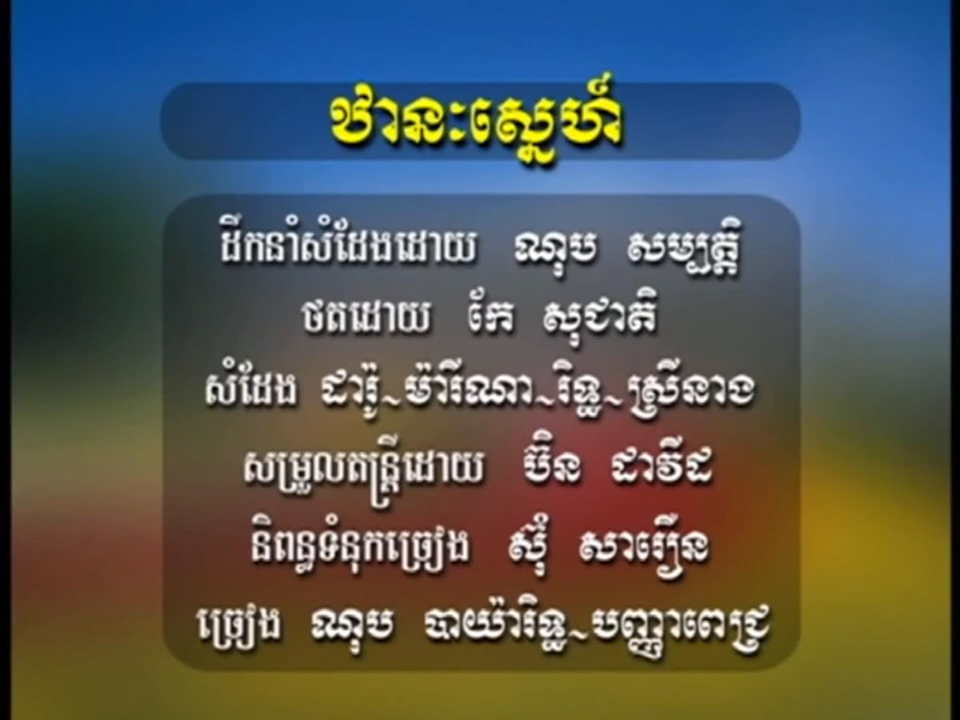 ឋានៈស្នេហ៍
ដឹកនាំសំដែងដោយ ណុប សម្បត្តិ
ថតដោយ កែ សុជាតិ
សំដែង ដារ៉ូ~ម៉ារីណា~រិទ្ធ~ស្រីនាង
សម្រួលតន្ត្រីដោយ ប៊ិន ដាវីដ
និពន្ធទំនុកច្រៀង ស៊ុំ សារឿន
ច្រៀង ណុប បាយ៉ារិទ្ធ~បញ្ញាពេជ្រ